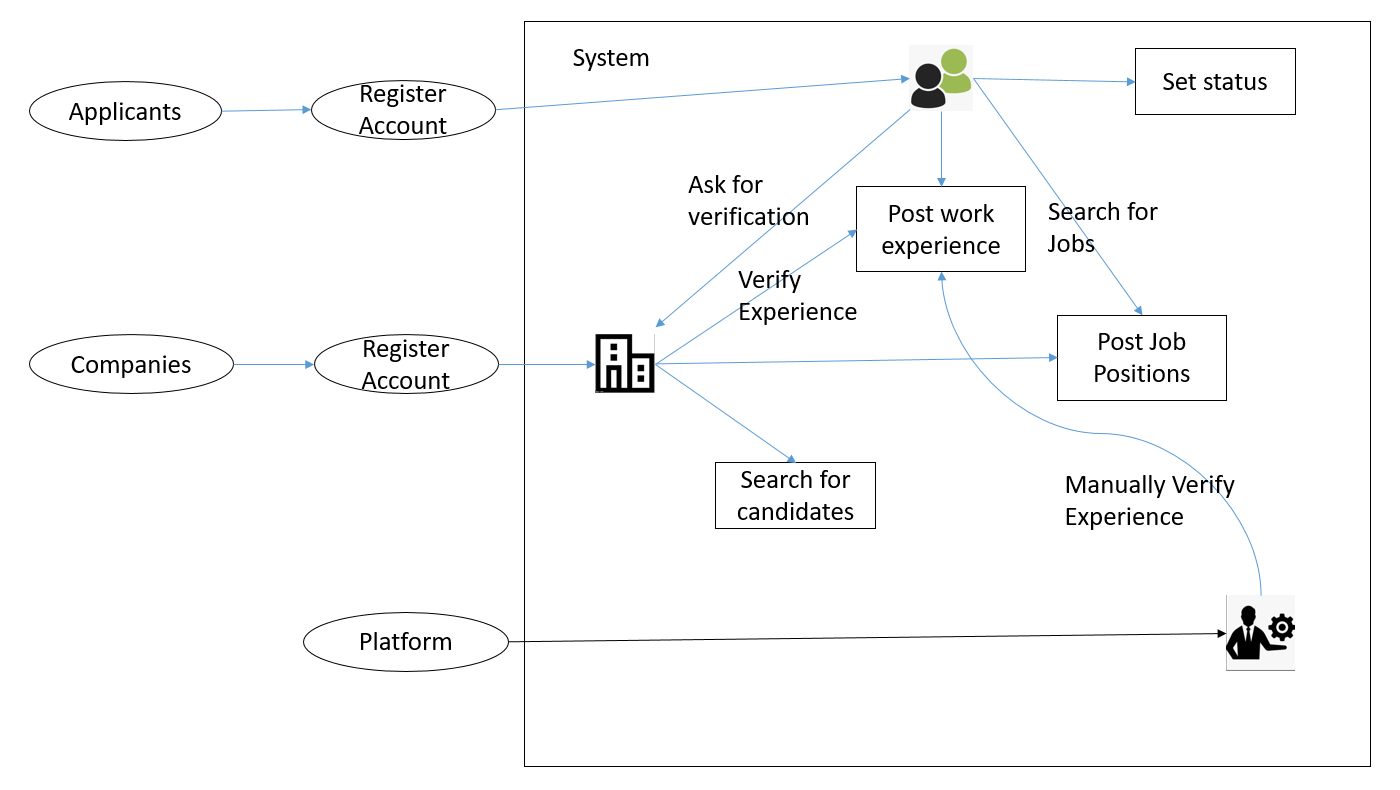 System
Applicants
Register
Account
Set status
Ask for
verification
Post work
experience
Search for
Jobs
Verify
Experience
Companies
Register
Account
Post Job
Positions
Search for
candidates
Manually Verify
Experience
Platform